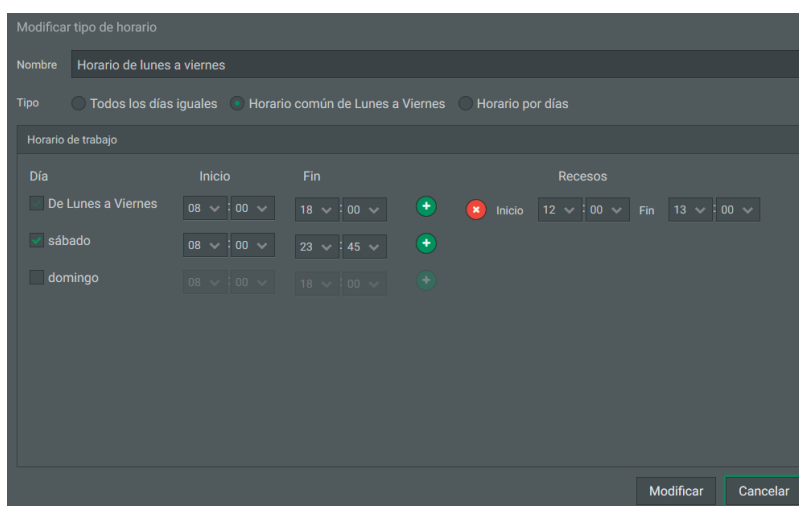 Modificar tipo de horario
Nombre Horario de lunes a viernes
Tipo Todos los días iguales Horario común de Lunes a Viernes Horario por días
Horario de trabajo
Día Inicio Fin Recesos
De Lunes a Viernes 08 : 00 18 : 00 Inicio 12 : 00 Fin 13 : 00
sábado 08 : 00 23 : 45
domingo 08 : 00 18 : 00
Modificar Cancelar